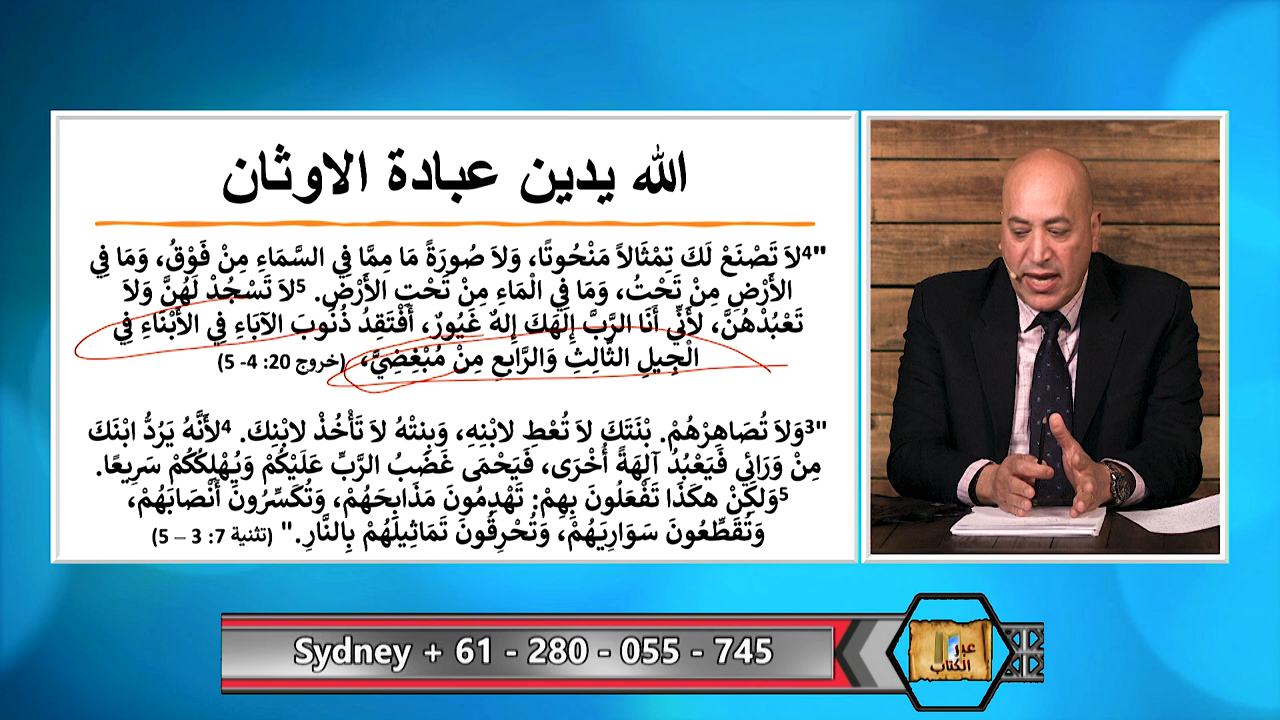 الله يدين عبادة الاوثان
"4لاَ تَصْنَعْ لَكَ تِمْثَالاً مَنْحُوتًا، وَلاَ صُورَةً مَا مِمَّا فِي السَّمَاءِ مِنْ فَوْقُ، وَمَا فِي
الأَرْضِ مِنْ تَحْتُ، وَمَا فِي الْمَاءِ مِنْ تَحْتِ الأَرْضِ. 5لاَ تَسْجُدْ لَهُنَّ وَلاَ
تَعْبُدْهُنَّ، لأَنِّي أَنَا الرَّبَّ إِلهَكَ إِلهٌ غَيُورٌ، أَفْتَقِدُ ذُنُوبَ الآبَاءِ فِي الأَبْنَاءِ فِي
الْجِيلِ الثَّالِثِ وَالرَّابعِ مِنْ مُبْغِضِيَّ، (خروج 20: 4- 5)
"3وَلاَ تُصَاهِرْهُمْ. بْنَتَكَ لاَ تُعْطِ لابْنِهِ، وَبِنتْهُ لاَ تَأْخُذْ لابْنِكَ. 4لأَنَّهُ يَرُدُّ ابْنَكَ
مِنْ وَرَائِي فَيَعْبُدُ آلِهَةً أُخْرَى، فَيَحْمَى غَضَبُ الرَّبِّ عَلَيْكُمْ وَيُهْلِكُكُمْ سَرِيعًا.
5وَلكِنْ هكَذَا تَفْعَلُونَ بِهِمْ: تَهْدِمُونَ مَذَابِحَهُمْ، وَتُكَسِّرُونَ أَنْصَابَهُمْ،
وَتُقَطِّعُونَ سَوَارِيَهُمْ، وَتُحْرِقُونَ تَمَاثِيلَهُمْ بِالنَّارِ." (تثنية 7: 3 – 5)
Sydney + 61 - 280 - 055 - 745
عبر
الكتاب